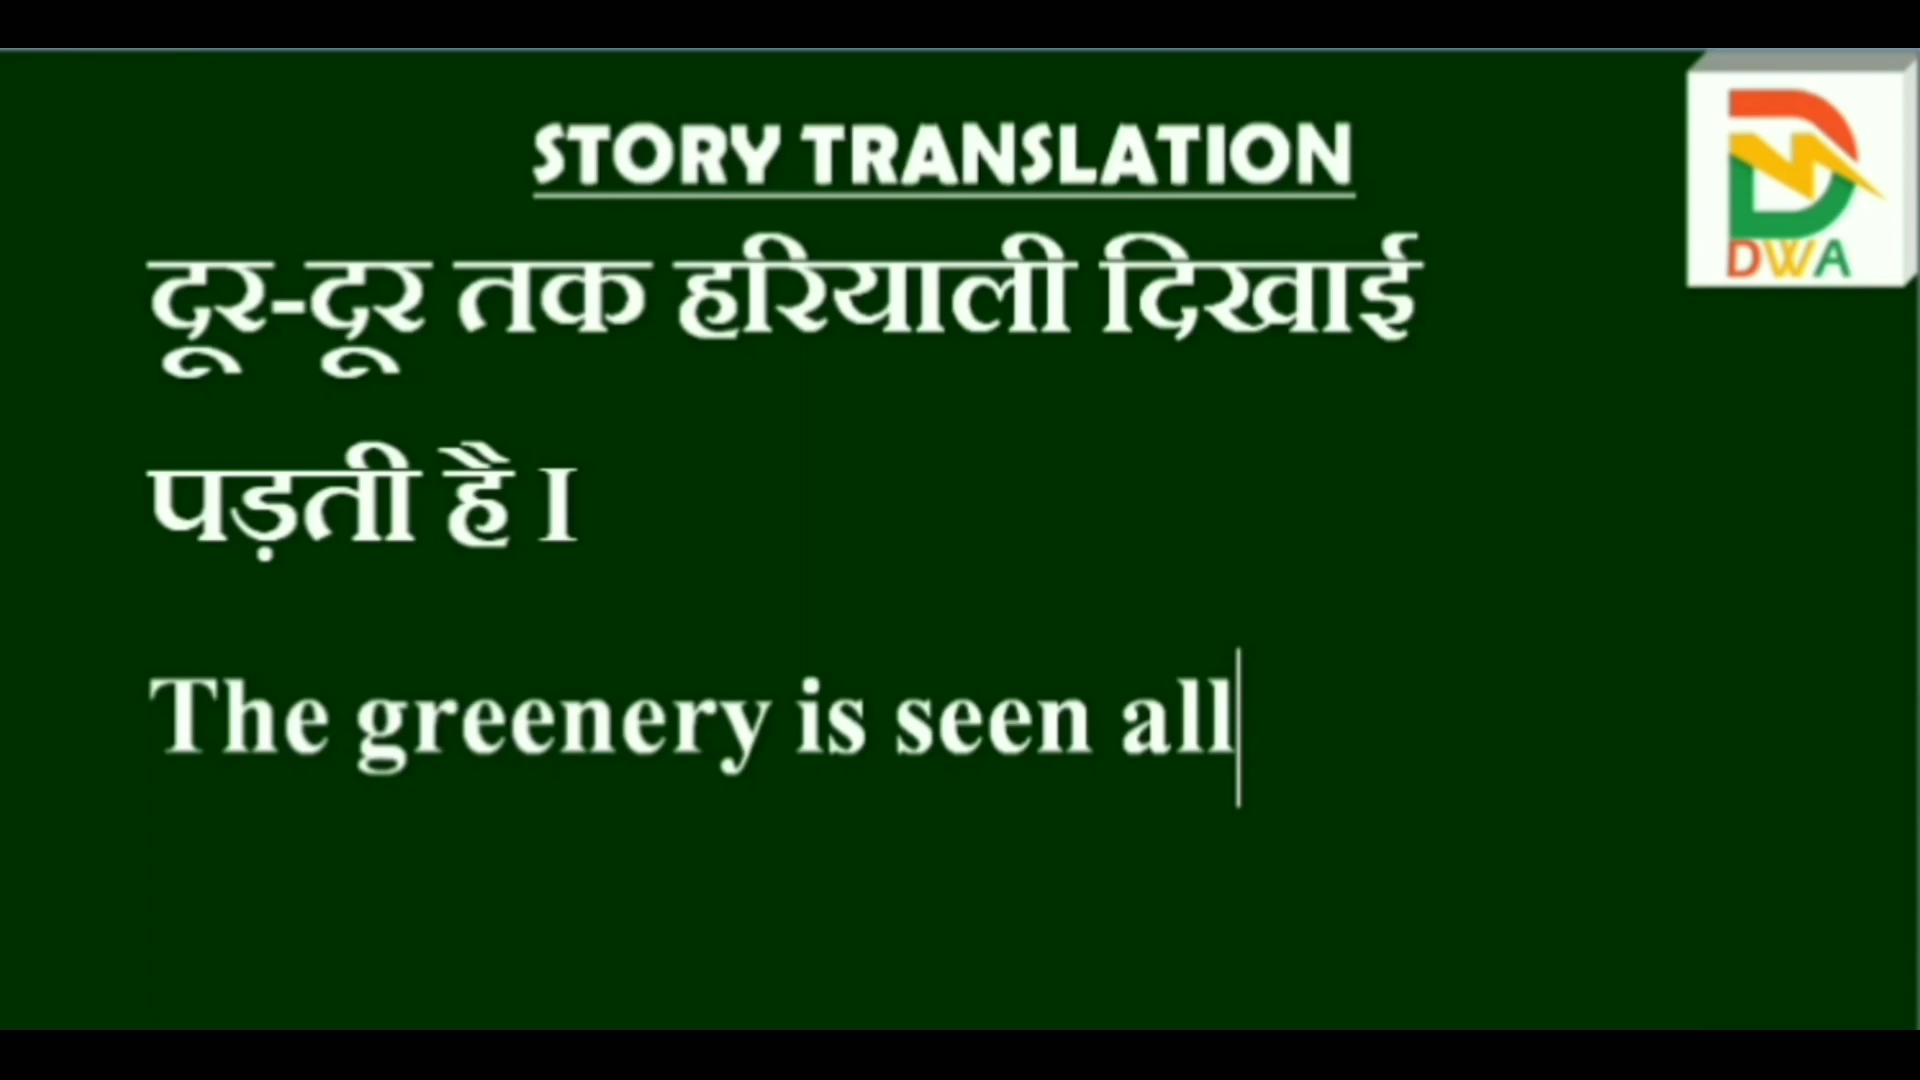 STORY TRANSLATION
दूर-दूर तक हरियाली दिखाई
पड़ती है I
The greenery is seen all
DWA